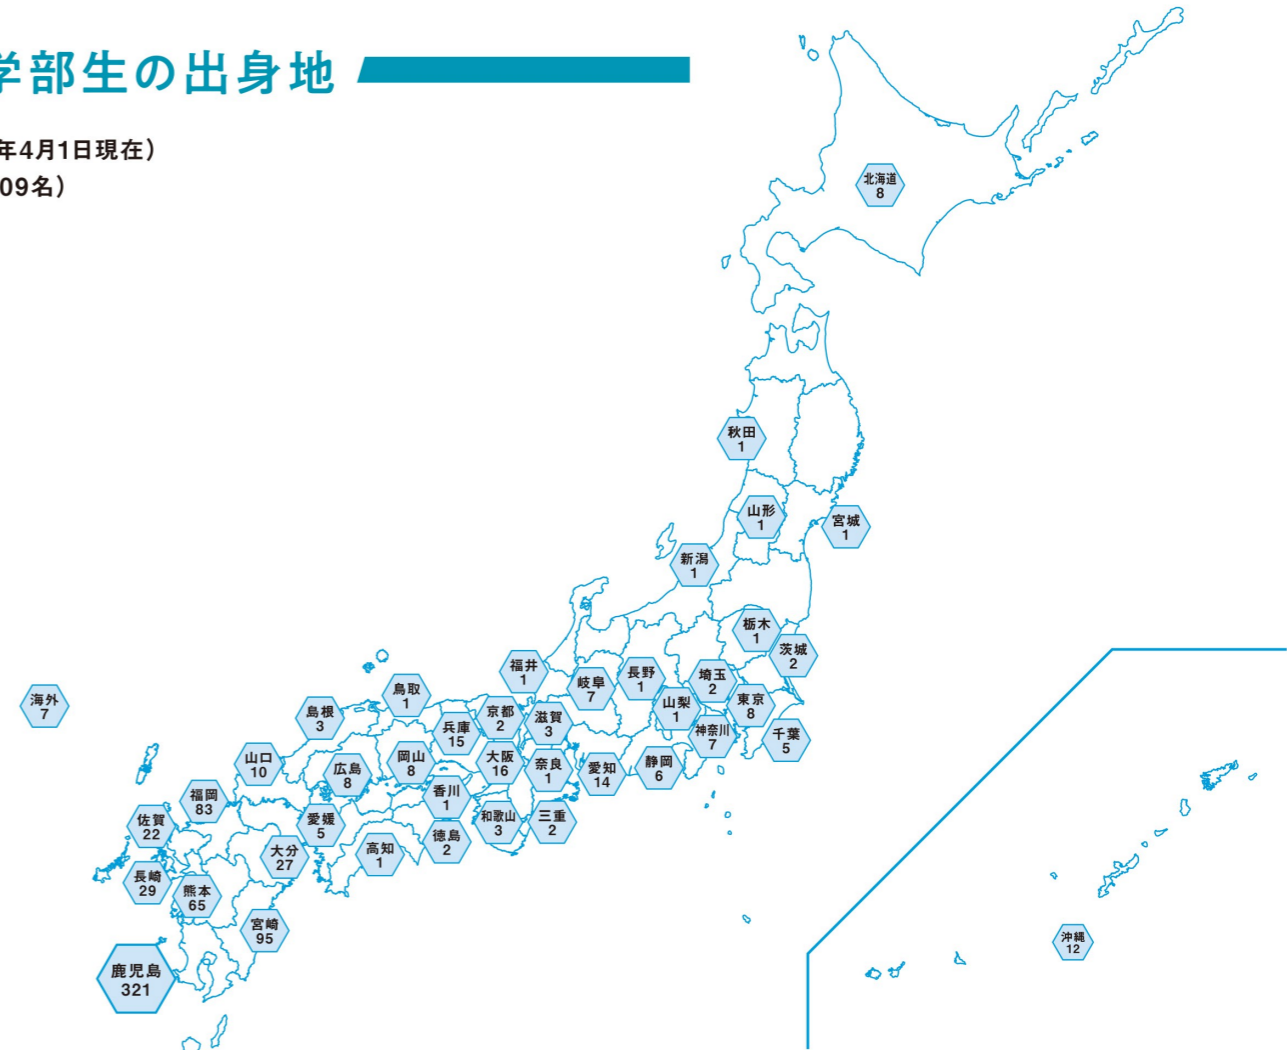 学部生の出身地
年4月1日現在）
09名）
北海道
8
秋田
1
山形
1
宮城
1
新潟
1
栃木
1
茨城
2
福井
1
岐阜
7
長野
1
埼玉
2
山梨
1
東京
8
神奈川
7
千葉
5
海外
7
鳥取
1
島根
3
兵庫
15
京都
2
滋賀
3
山口
10
広島
8
岡山
8
大阪
16
奈良
1
愛知
14
静岡
6
福岡
83
香川
1
佐賀
22
愛媛
5
和歌山
3
三重
2
徳島
2
大分
27
高知
1
長崎
29
熊本
65
宮崎
95
鹿児島
321
沖縄
12